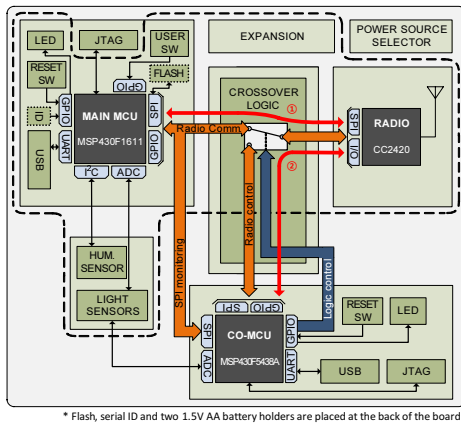 LED
JTAG
USER
SW
EXPANSION
POWER SOURCE
SELECTOR
RESET
SW
GPIO
FLASH
ID
GPIO
UART
MAIN MCU
MSP430F1611
SPI
GPIO
USB
I²C
ADC
CROSSOVER
LOGIC
Radio Comm.
①
SPI
I/O
RADIO
CC2420
②
Radio control
SPI monitoring
Logic control
HUM.
SENSOR
LIGHT
SENSORS
SPI
GPIO
SPI
ADC
CO-MCU
MSP430F5438A
GPIO
UART
RESET
SW
LED
USB
JTAG
* Flash, serial ID and two 1.5V AA battery holders are placed at the back of the board